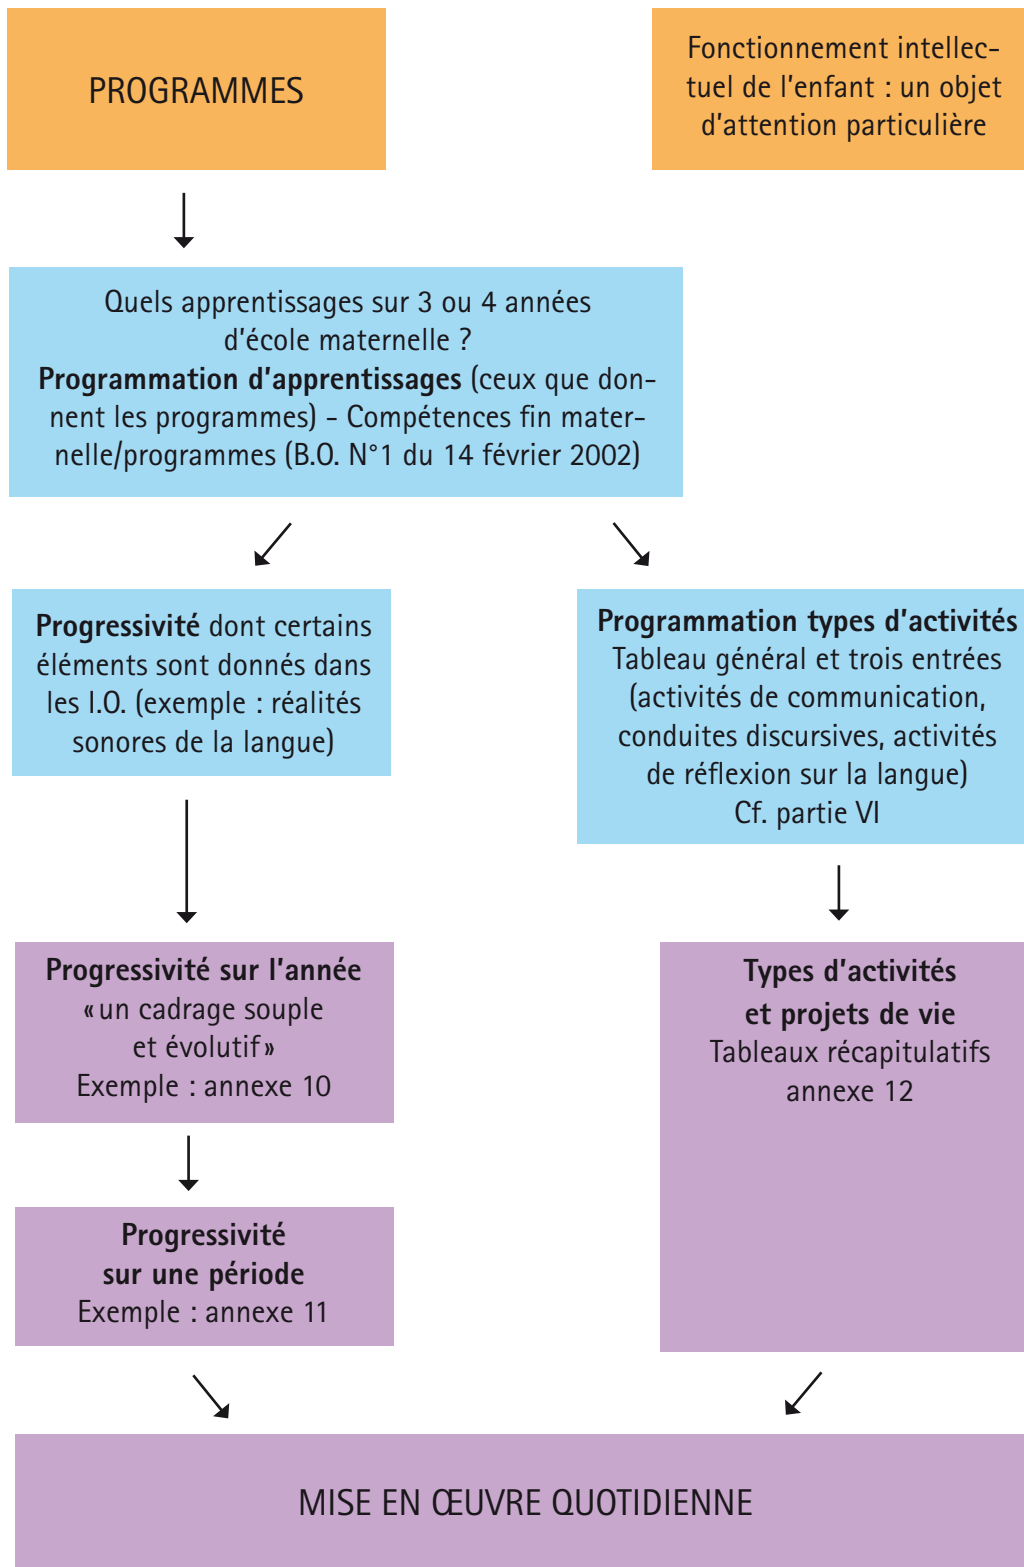 PROGRAMMES
Fonctionnement intellec-
tuel de l'enfant : un objet
d'attention particulière
Quels apprentissages sur 3 ou 4 années
d'école maternelle ?
Programmation d'apprentissages (ceux que don-
nent les programmes) - Compétences fin mater-
nelle/programmes (B.O. N°1 du 14 février 2002)
Progressivité dont certains
éléments sont donnés dans
les I.O. (exemple : réalités
sonores de la langue)
Programmation types d'activités
Tableau général et trois entrées
(activités de communication,
conduites discursives, activités
de réflexion sur la langue)
Cf. partie VI
Progressivité sur l'année
« un cadrage souple
et évolutif »
Exemple : annexe 10
Types d'activités
et projets de vie
Tableaux récapitulatifs
annexe 12
Progressivité
sur une période
Exemple : annexe 11
MISE EN ŒUVRE QUOTIDIENNE